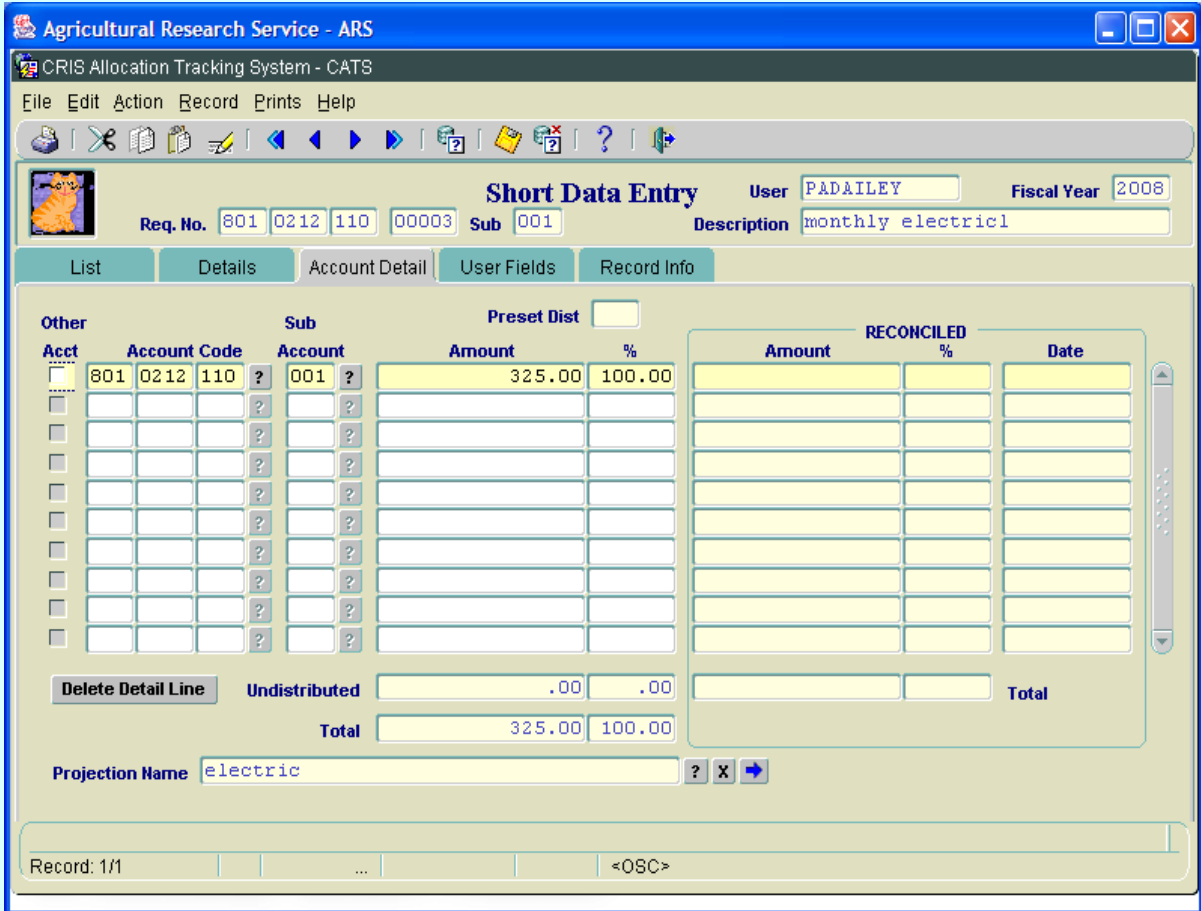 Agricultural Research Service - ARS
CRIS Allocation Tracking System - CATS
File Edit Action Record Prints Help
Short Data Entry User PADAILEY Fiscal Year 2008
Req. No. 801 0212 110 00003 Sub 001 Description monthly electricl
List Details Account Detail User Fields Record Info
Other Sub Preset Dist RECONCILED
Acct Account Code Account Amount % Amount % Date
801 0212 110 ? 001 ? 325.00 100.00
? ?
? ?
? ?
? ?
? ?
? ?
? ?
? ?
? ?
Delete Detail Line Undistributed .00 .00 Total
Total 325.00 100.00
Projection Name electric ? X
Record: 1/1 ... <OSC>